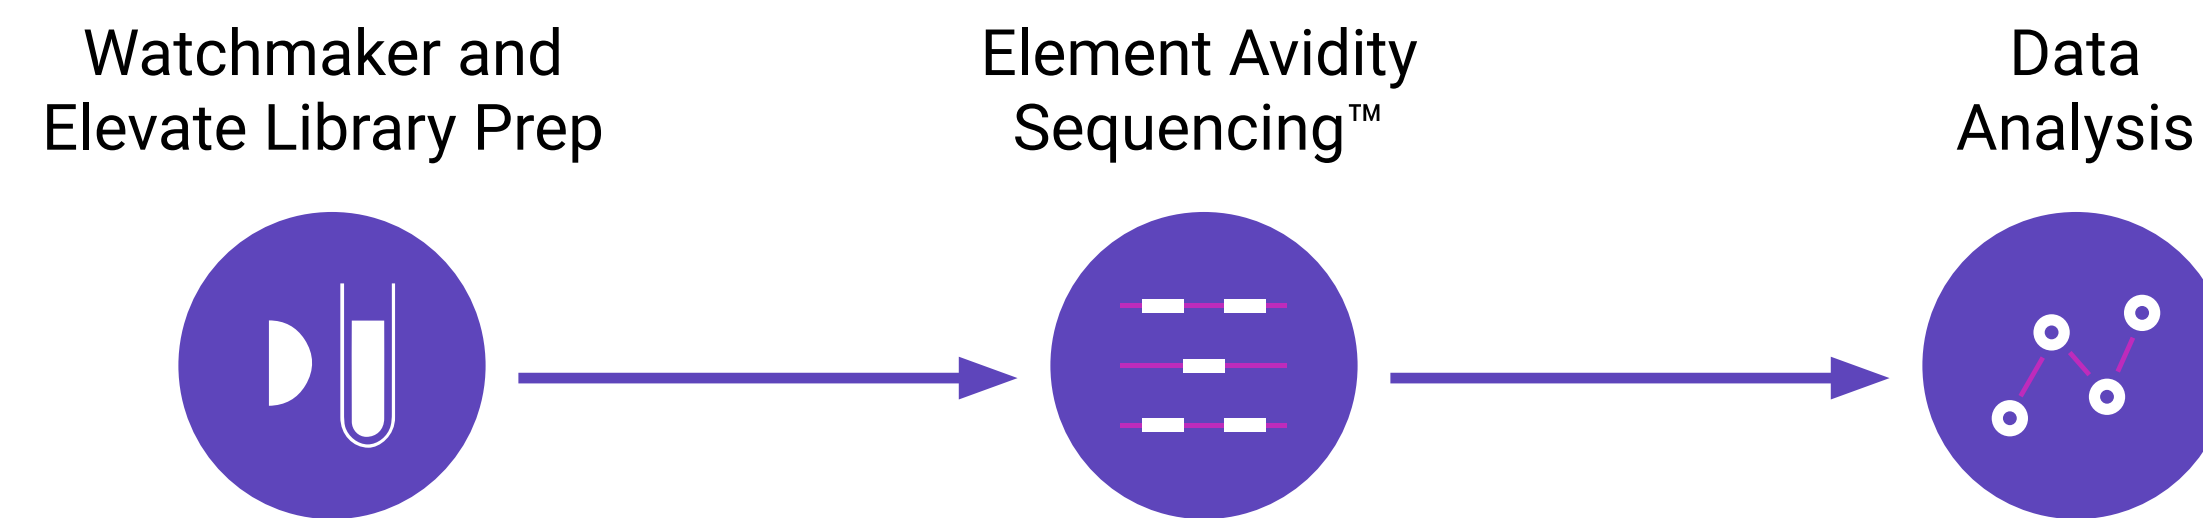 Watchmaker and
Elevate Library Prep
Element Avidity
Sequencing™
Data
Analysis